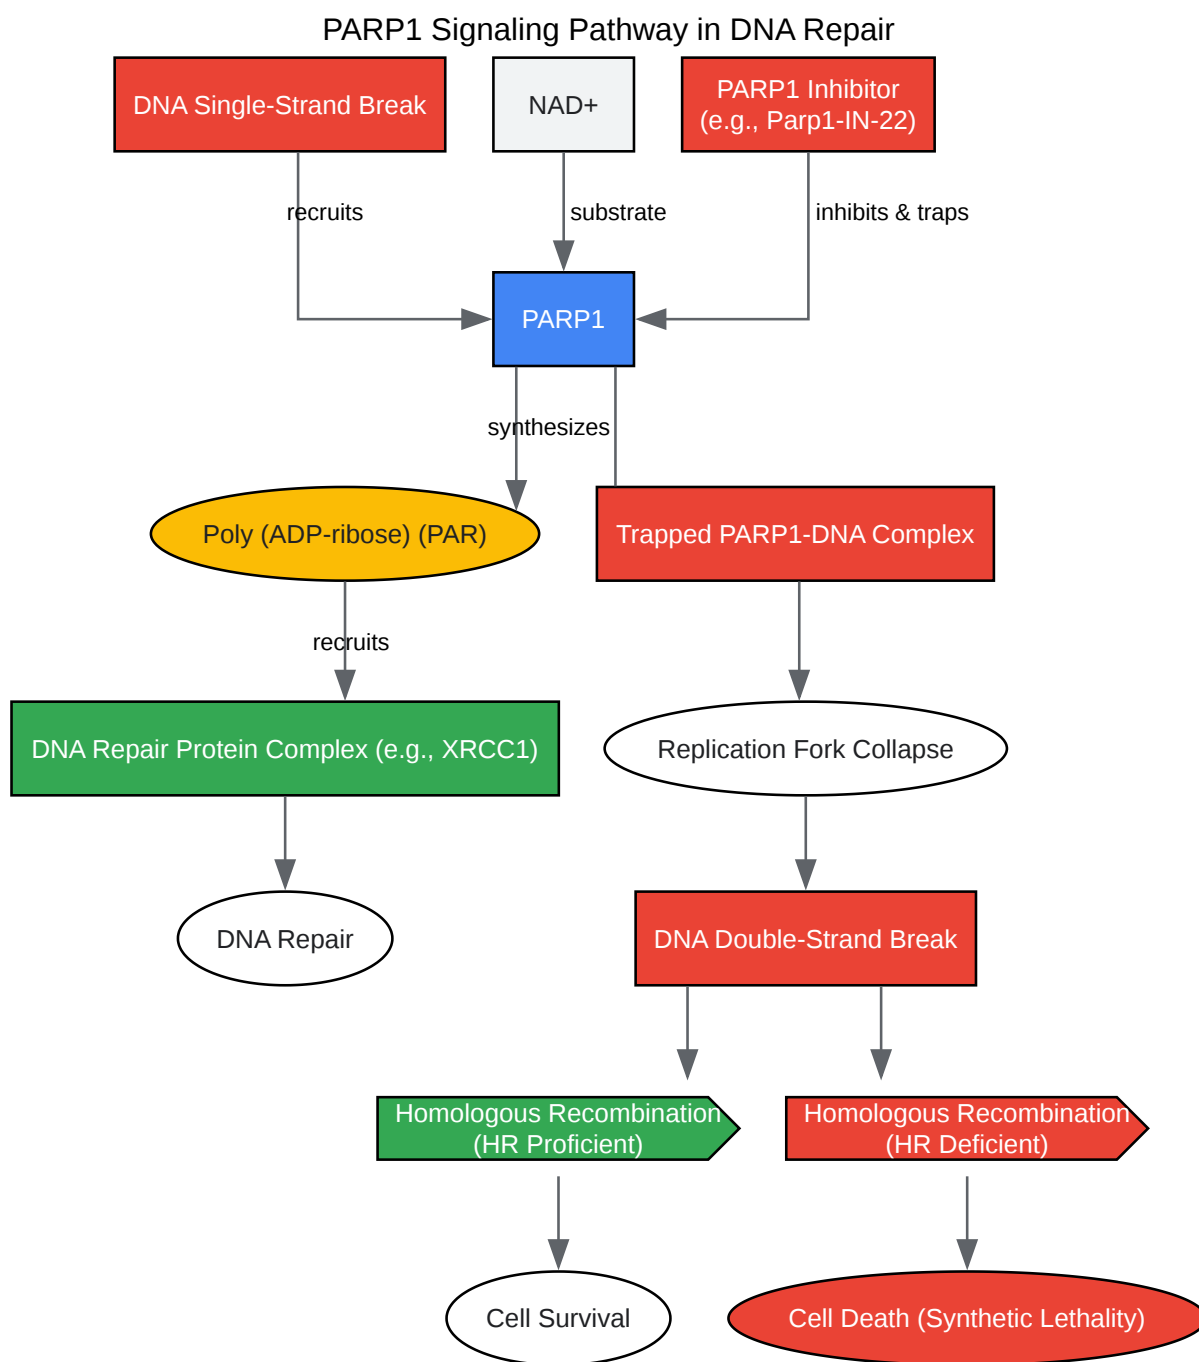 PARP1 Signaling Pathway in DNA Repair
DNA Single-Strand Break
NAD+
PARP1 Inhibitor
(e.g., Parp1-IN-22)
recruits
substrate
inhibits & traps
PARP1
synthesizes
Poly (ADP-ribose) (PAR)
Trapped PARP1-DNA Complex
recruits
DNA Repair Protein Complex (e.g., XRCC1)
Replication Fork Collapse
DNA Repair
DNA Double-Strand Break
Homologous Recombination
(HR Proficient)
Homologous Recombination
(HR Deficient)
Cell Survival
Cell Death (Synthetic Lethality)